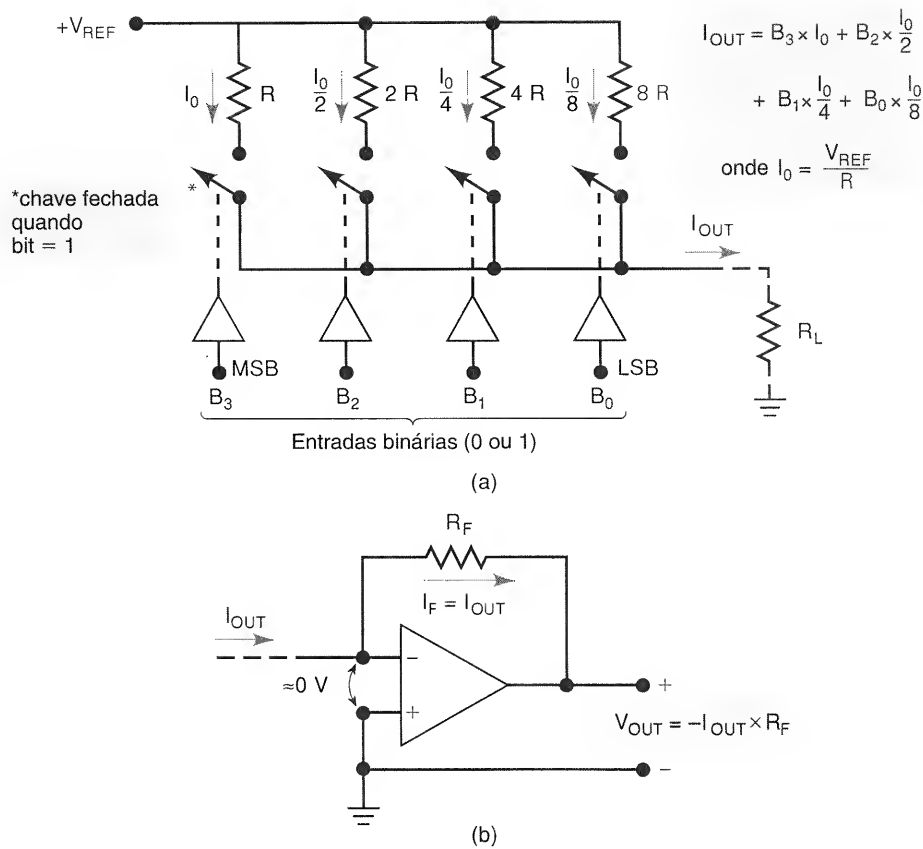 +V_REF
I_0
R
I_0/2
2 R
I_0/4
4 R
I_0/8
8 R
I_OUT = B_3 × I_0 + B_2 × I_0/2
+ B_1 × I_0/4 + B_0 × I_0/8
onde I_0 = V_REF/R
*chave fechada
quando
bit = 1
*
I_OUT
R_L
MSB
LSB
B_3
B_2
B_1
B_0
Entradas binárias (0 ou 1)
(a)
R_F
I_F = I_OUT
I_OUT
−
≈0 V
+
+
V_OUT = −I_OUT × R_F
−
(b)